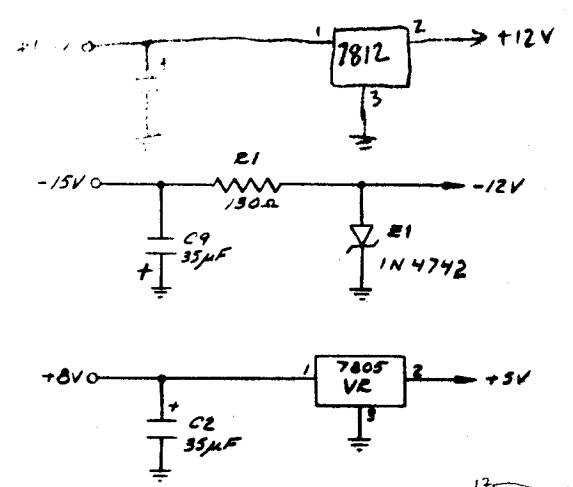 1
7812
2
+12V
+
3
-15V
R1
130Ω
-12V
C9
35µF
+
Z1
1N4742
+8V
1
7805
VR
2
+5V
3
+
C2
35µF